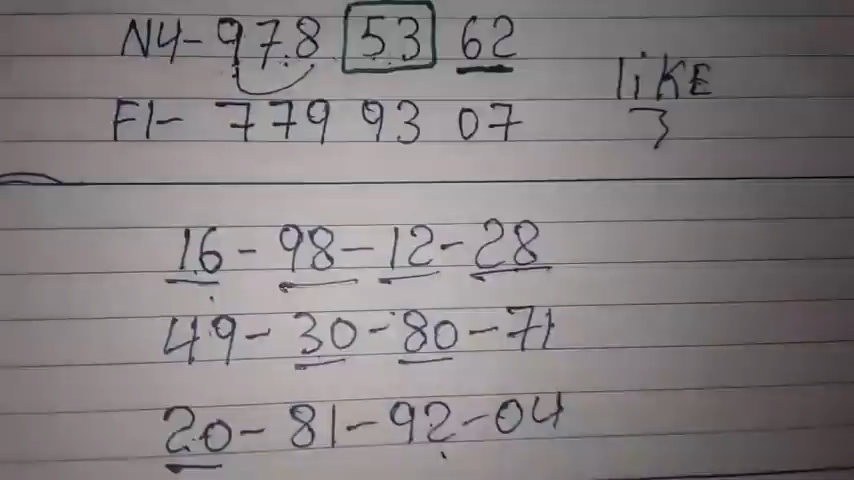 N4- 978 53 62
F1- 779 93 07
like
3
16 - 98 - 12 - 28
49 - 30 - 80 - 71
20 - 81 - 92 - 04